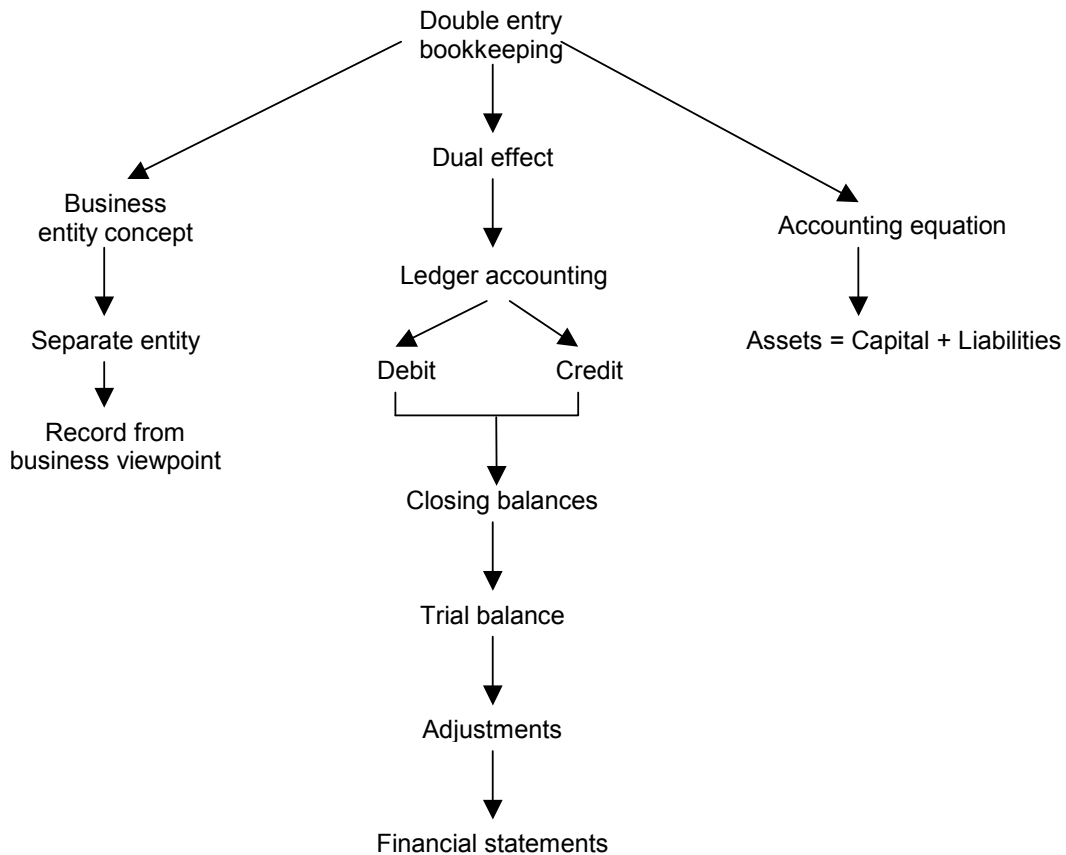 Double entry
bookkeeping
Dual effect
Business
entity concept
Accounting equation
Ledger accounting
Separate entity
Assets = Capital + Liabilities
Debit
Credit
Record from
business viewpoint
Closing balances
Trial balance
Adjustments
Financial statements